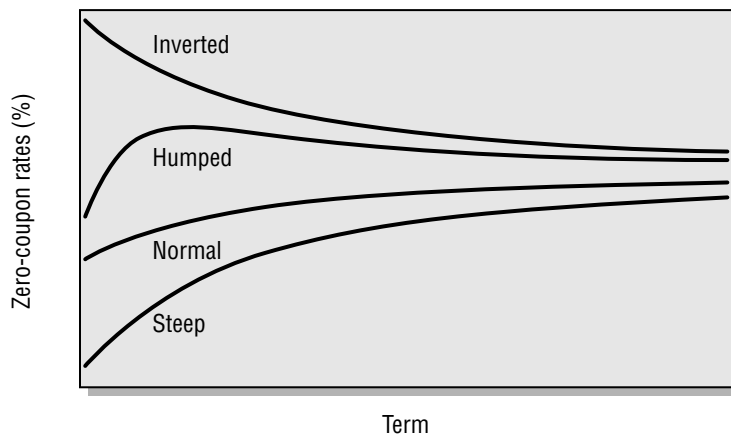 Zero-coupon rates (%)
Inverted
Humped
Normal
Steep
Term